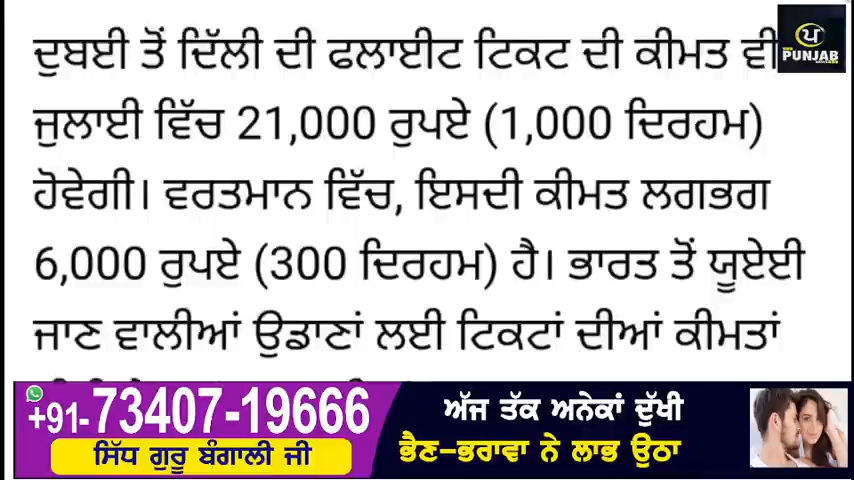 ਦੁਬਈ ਤੋਂ ਦਿੱਲੀ ਦੀ ਫਲਾਈਟ ਟਿਕਟ ਦੀ ਕੀਮਤ ਵੀ
ਜੁਲਾਈ ਵਿੱਚ 21,000 ਰੁਪਏ (1,000 ਦਿਰਹਮ)
ਹੋਵੇਗੀ। ਵਰਤਮਾਨ ਵਿੱਚ, ਇਸਦੀ ਕੀਮਤ ਲਗਭਗ
6,000 ਰੁਪਏ (300 ਦਿਰਹਮ) ਹੈ। ਭਾਰਤ ਤੋਂ ਯੂਏਈ
ਜਾਣ ਵਾਲੀਆਂ ਉਡਾਣਾਂ ਲਈ ਟਿਕਟਾਂ ਦੀਆਂ ਕੀਮਤਾਂ
ਪ
PUNJAB
+91-73407-19666
ਸਿੱਧ ਗੁਰੂ ਬੰਗਾਲੀ ਜੀ
ਅੱਜ ਤੱਕ ਅਨੇਕਾਂ ਦੁੱਖੀ
ਭੈਣ-ਭਰਾਵਾ ਨੇ ਲਾਭ ਉਠਾ